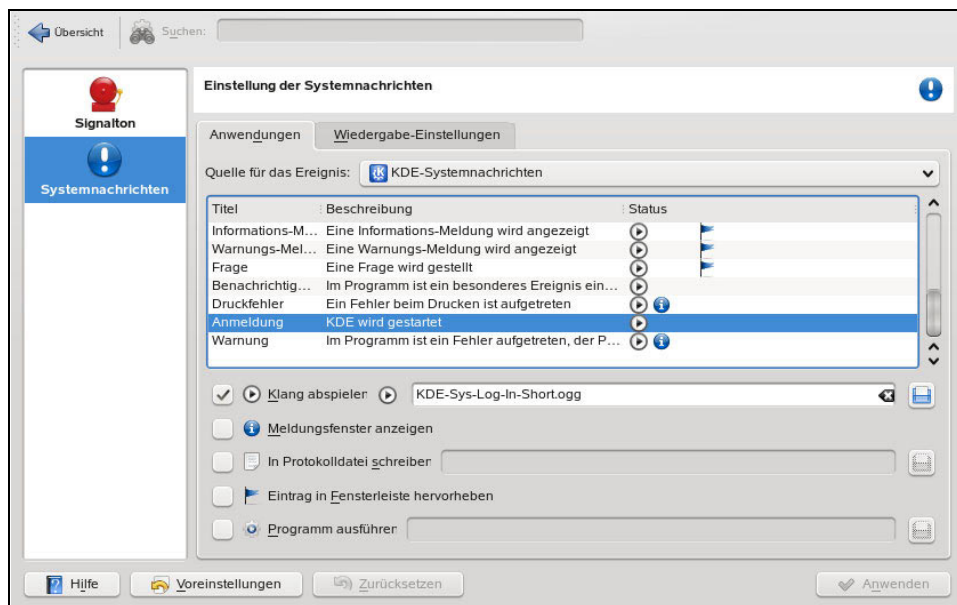 Übersicht Suchen:
Einstellung der Systemnachrichten
Signalton
Systemnachrichten
Anwendungen Wiedergabe-Einstellungen
Quelle für das Ereignis: KDE-Systemnachrichten
Titel Beschreibung Status
Informations-M... Eine Informations-Meldung wird angezeigt
Warnungs-Mel... Eine Warnungs-Meldung wird angezeigt
Frage Eine Frage wird gestellt
Benachrichtig... Im Programm ist ein besonderes Ereignis ein...
Druckfehler Ein Fehler beim Drucken ist aufgetreten
Anmeldung KDE wird gestartet
Warnung Im Programm ist ein Fehler aufgetreten, der P...
Klang abspielen KDE-Sys-Log-In-Short.ogg
Meldungsfenster anzeigen
In Protokolldatei schreiben
Eintrag in Fensterleiste hervorheben
Programm ausführen
Hilfe Voreinstellungen Zurücksetzen Anwenden